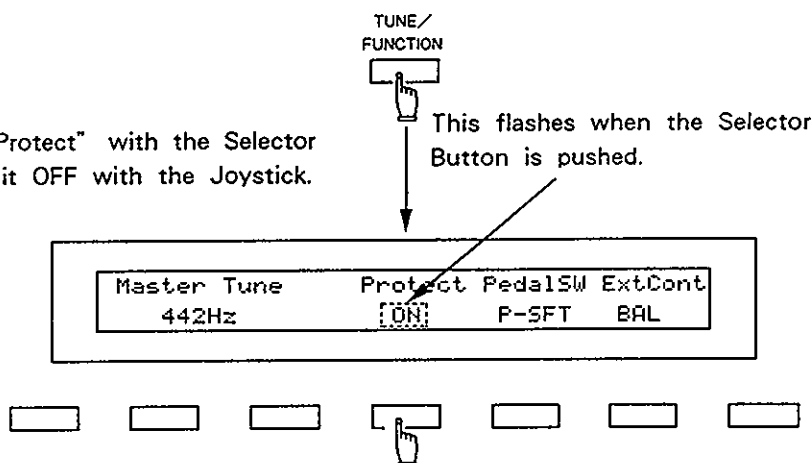 TUNE/
FUNCTION
Protect" with the Selector
it OFF with the Joystick.
This flashes when the Selector
Button is pushed.
Master Tune Protect PedalSW ExtCont
442Hz ON P-SFT BAL